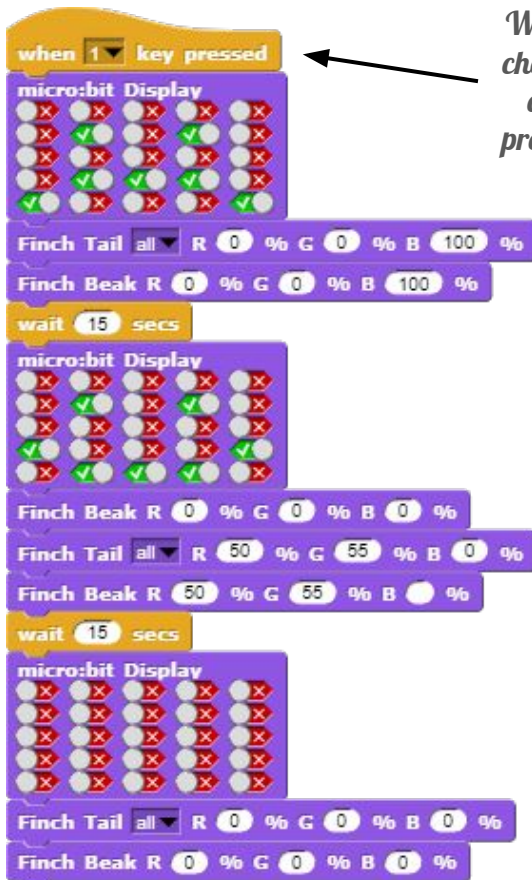 when 1 key pressed
micro:bit Display
Finch Tail all R 0 % G 0 % B 100 %
Finch Beak R 0 % G 0 % B 100 %
wait 15 secs
micro:bit Display
Finch Beak R 0 % G 0 % B 0 %
Finch Tail all R 50 % G 55 % B 0 %
Finch Beak R 50 % G 55 % B %
wait 15 secs
micro:bit Display
Finch Tail all R 0 % G 0 % B 0 %
Finch Beak R 0 % G 0 % B 0 %